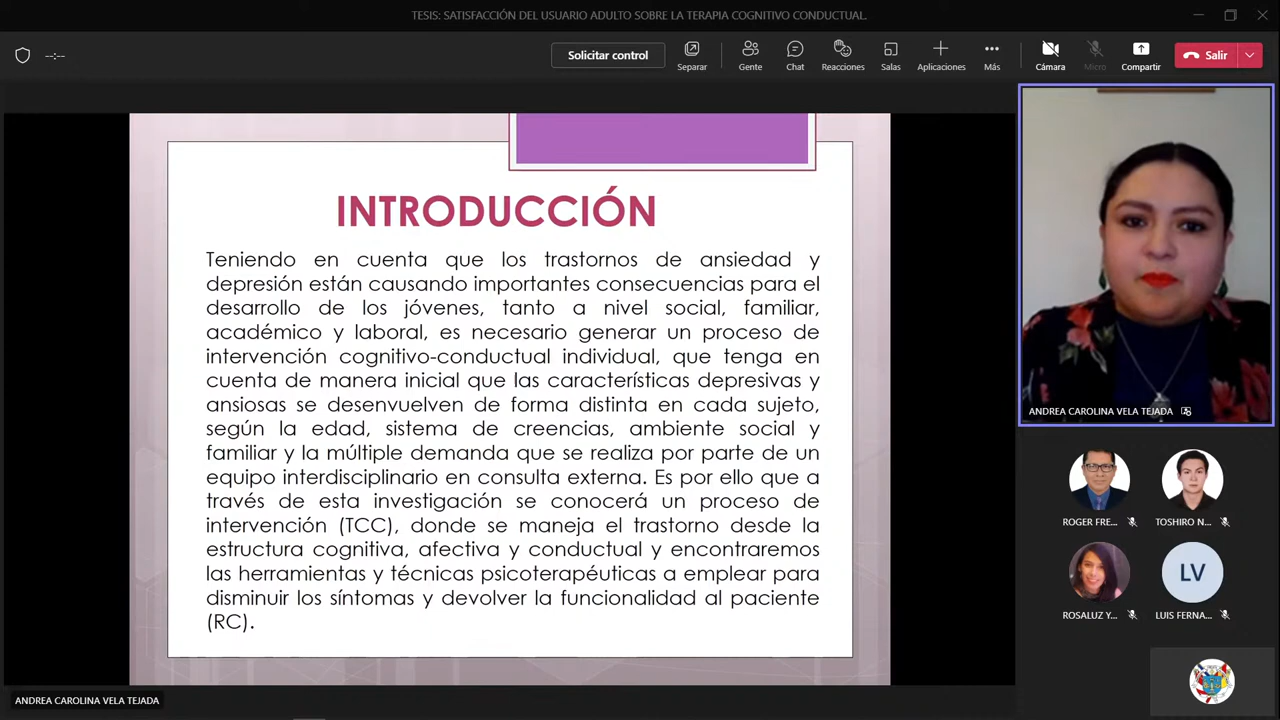 TESIS: SATISFACCIÓN DEL USUARIO ADULTO SOBRE LA TERAPIA COGNITIVO CONDUCTUAL.
--:--
Solicitar control
Separar
Gente
Chat
Reacciones
Salas
Aplicaciones
Más
Cámara
Micro
Compartir
Salir
INTRODUCCIÓN
Teniendo en cuenta que los trastornos de ansiedad y
depresión están causando importantes consecuencias para el
desarrollo de los jóvenes, tanto a nivel social, familiar,
académico y laboral, es necesario generar un proceso de
intervención cognitivo-conductual individual, que tenga en
cuenta de manera inicial que las características depresivas y
ansiosas se desenvuelven de forma distinta en cada sujeto,
según la edad, sistema de creencias, ambiente social y
familiar y la múltiple demanda que se realiza por parte de un
equipo interdisciplinario en consulta externa. Es por ello que a
través de esta investigación se conocerá un proceso de
intervención (TCC), donde se maneja el trastorno desde la
estructura cognitiva, afectiva y conductual y encontraremos
las herramientas y técnicas psicoterapéuticas a emplear para
disminuir los síntomas y devolver la funcionalidad al paciente
(RC).
ANDREA CAROLINA VELA TEJADA
ROGER FRE...
TOSHIRO N...
ROSALUZ Y...
LV
LUIS FERNA...
ANDREA CAROLINA VELA TEJADA